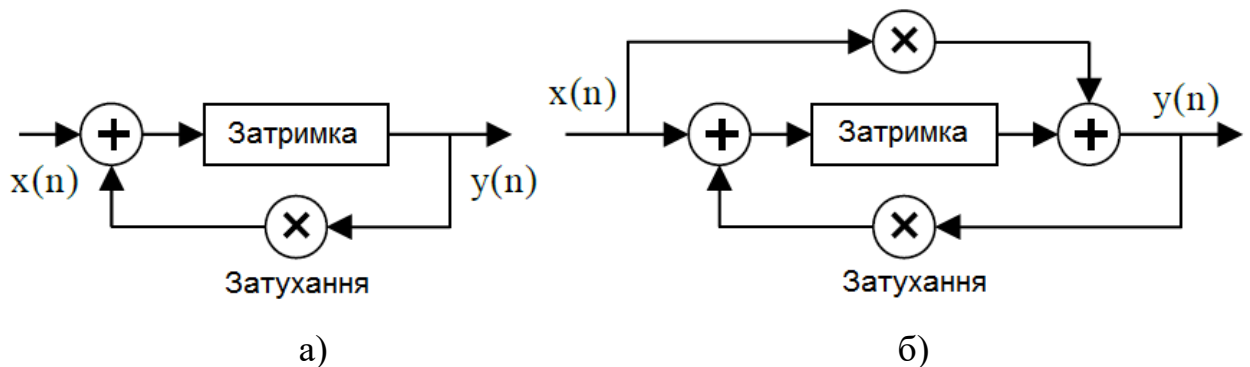 x(n)
Затримка
y(n)
Затухання
а)
x(n)
Затримка
y(n)
Затухання
б)